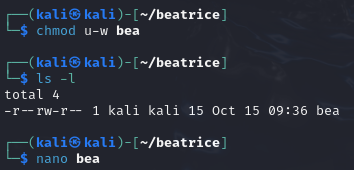 ┌──(kali㉿kali)-[~/beatrice]
└─$ chmod u-w bea
┌──(kali㉿kali)-[~/beatrice]
└─$ ls -l
total 4
-r--rw-r-- 1 kali kali 15 Oct 15 09:36 bea
┌──(kali㉿kali)-[~/beatrice]
└─$ nano bea